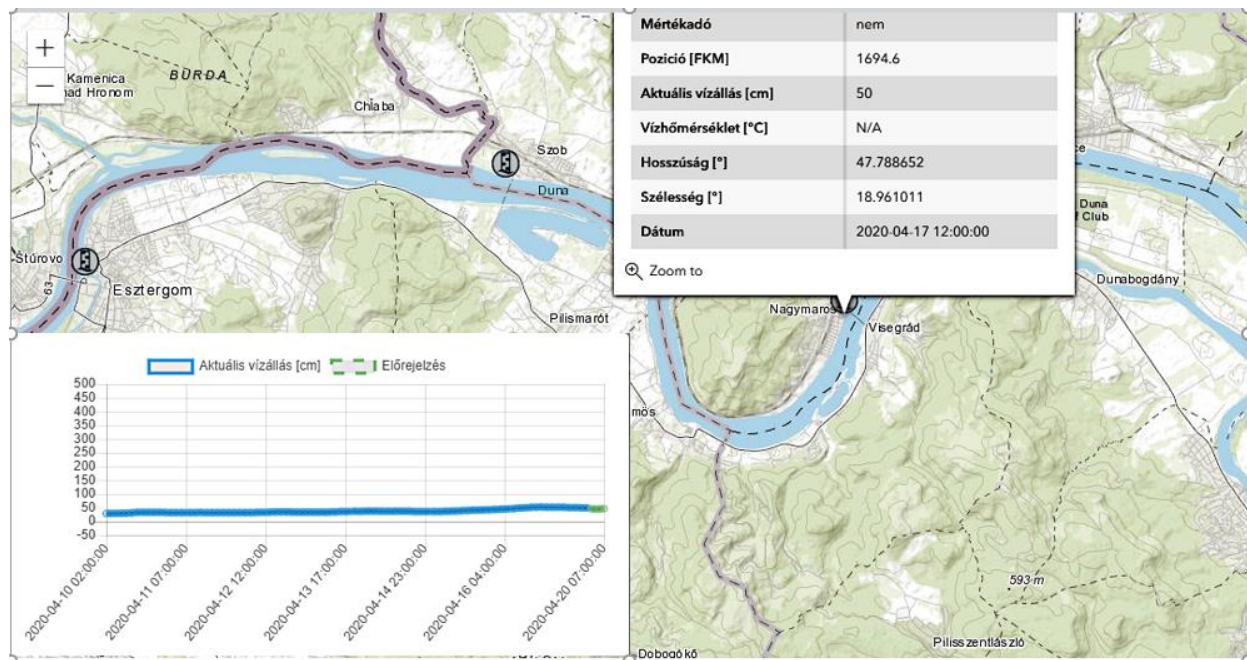 +
−
Kamenica
nad Hronom
BURDA
Chľaba
Szob
Duna
Štúrovo
63
Esztergom
Pilismarót
Mértékadó nem
Pozíció [FKM] 1694.6
Aktuális vízállás [cm] 50
Vízhőmérséklet [°C] N/A
Hosszúság [°] 47.788652
Szélesség [°] 18.961011
Dátum 2020-04-17 12:00:00
Zoom to
Duna
Club
Dunabogdány
Nagymaros
Visegrád
593 m
Pilisszentlászló
Dobogókő
Aktuális vízállás [cm] Előrejelzés
500
450
400
350
300
250
200
150
100
50
0
-50
2020-04-10 02:00:00
2020-04-11 07:00:00
2020-04-12 12:00:00
2020-04-13 17:00:00
2020-04-14 23:00:00
2020-04-16 04:00:00
2020-04-20 07:00:00